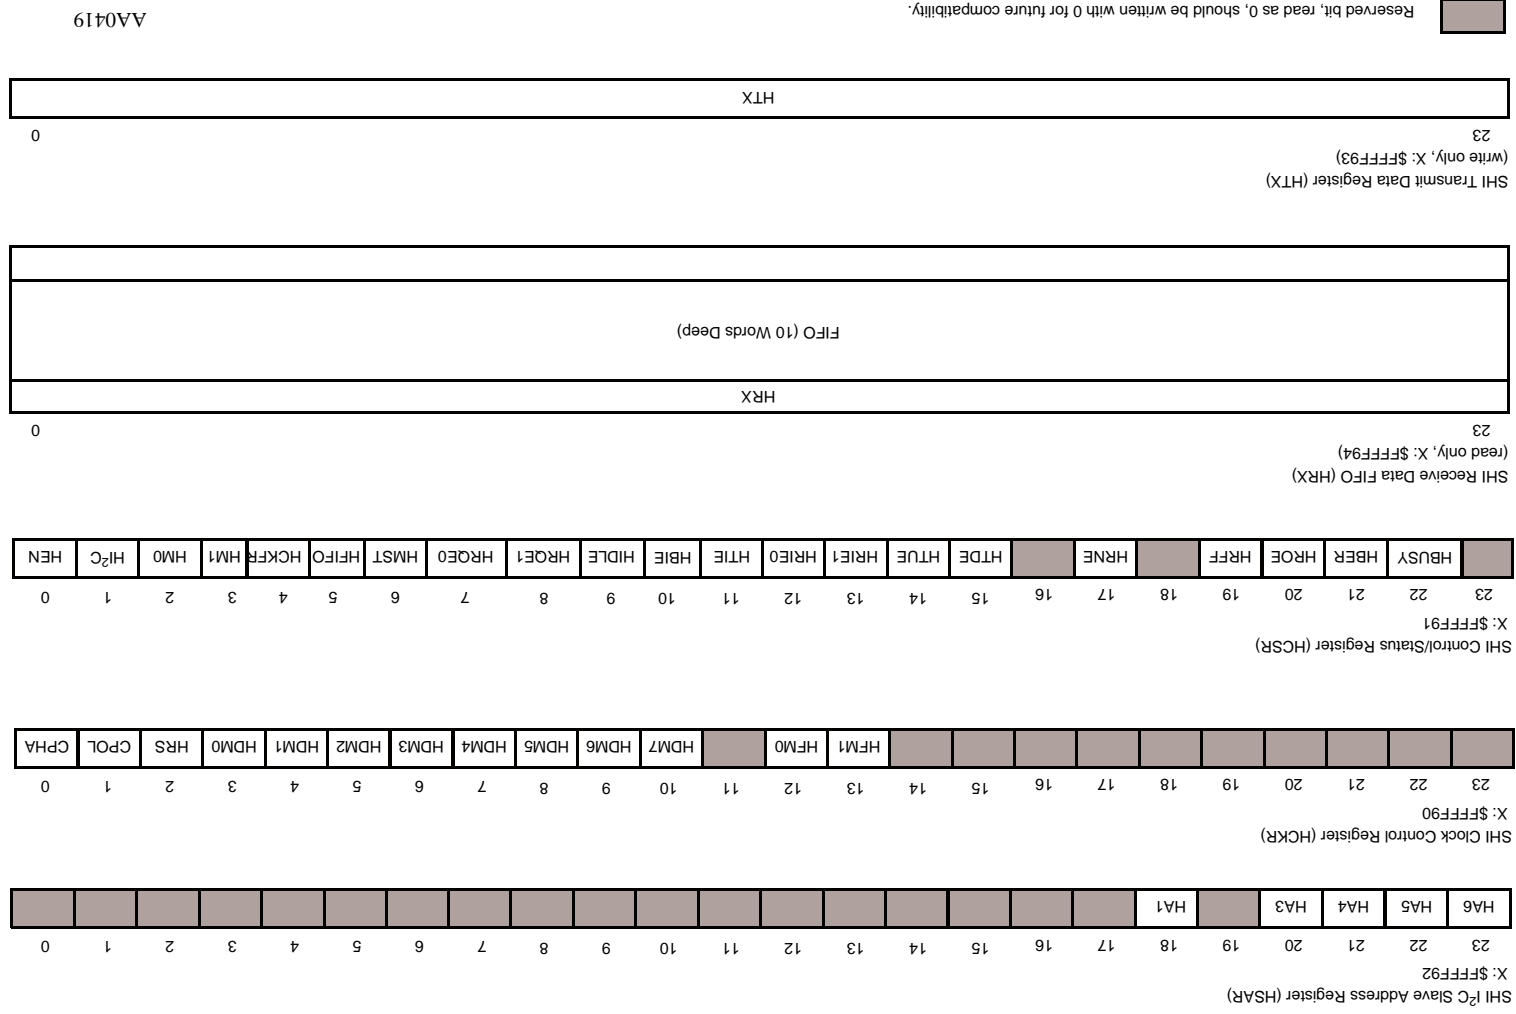 SHI I²C Slave Address Register (HSAR)
X: $FFFF92
23 22 21 20 19 18 17 16 15 14 13 12 11 10 9 8 7 6 5 4 3 2 1 0
HA6 HA5 HA4 HA3 HA1
SHI Clock Control Register (HCKR)
X: $FFFF90
23 22 21 20 19 18 17 16 15 14 13 12 11 10 9 8 7 6 5 4 3 2 1 0
HFM1 HFM0 HDM7 HDM6 HDM5 HDM4 HDM3 HDM2 HDM1 HDM0 HRS CPOL CPHA
SHI Control/Status Register (HCSR)
X: $FFFF91
23 22 21 20 19 18 17 16 15 14 13 12 11 10 9 8 7 6 5 4 3 2 1 0
HBUSY HBER HROE HRFF HRNE HTDE HTUE HRIE1 HRIE0 HTIE HBIE HIDLE HRQE1 HRQE0 HMST HFIFO HCKFR HM1 HM0 HI²C HEN
SHI Receive Data FIFO (HRX)
(read only, X: $FFFF94)
23 0
HRX
FIFO (10 Words Deep)
SHI Transmit Data Register (HTX)
(write only, X: $FFFF93)
23 0
HTX
Reserved bit, read as 0, should be written with 0 for future compatibility.
AA0419